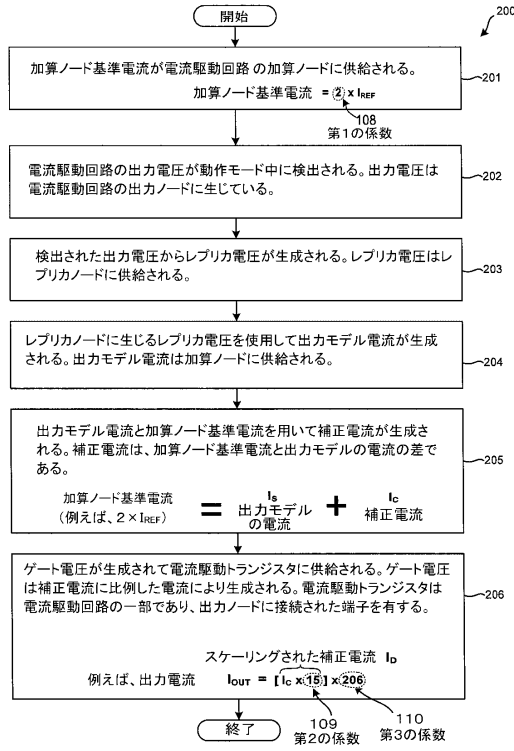 200
開始
加算ノード基準電流が電流駆動回路の加算ノードに供給される。
加算ノード基準電流 = 2 x IREF
108
第1の係数
201
電流駆動回路の出力電圧が動作モード中に検出される。出力電圧は
電流駆動回路の出力ノードに生じている。
202
検出された出力電圧からレプリカ電圧が生成される。レプリカ電圧はレ
プリカノードに供給される。
203
レプリカノードに生じるレプリカ電圧を使用して出力モデル電流が生成
される。出力モデル電流は加算ノードに供給される。
204
出力モデル電流と加算ノード基準電流を用いて補正電流が生成さ
れる。補正電流は、加算ノード基準電流と出力モデルの電流の差で
ある。
205
加算ノード基準電流
(例えば、2×IREF)
=
IS
出力モデル
の電流
+
IC
補正電流
ゲート電圧が生成されて電流駆動トランジスタに供給される。ゲート電圧
は補正電流に比例した電流により生成される。電流駆動トランジスタは
電流駆動回路の一部であり、出力ノードに接続された端子を有する。
206
スケーリングされた補正電流 ID
例えば、出力電流 IOUT = [IC x 15] x 206
109
第2の係数
110
第3の係数
終了